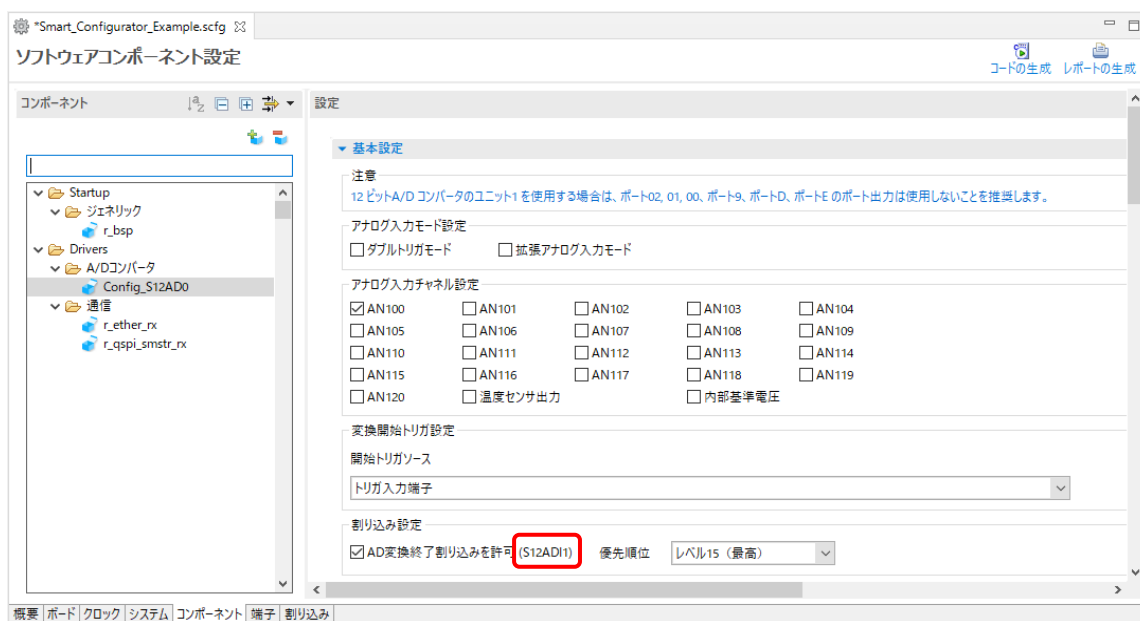 *Smart_Configurator_Example.scfg
ソフトウェアコンポーネント設定
コードの生成 レポートの生成
コンポーネント
設定
Startup
ジェネリック
r_bsp
Drivers
A/Dコンバータ
Config_S12AD0
通信
r_ether_rx
r_qspi_smstr_rx
基本設定
注意
12 ビットA/D コンバータのユニット1 を使用する場合は、ポート02, 01, 00、ポート9、ポートD、ポートE のポート出力は使用しないことを推奨します。
アナログ入力モード設定
ダブルトリガモード 拡張アナログ入力モード
アナログ入力チャネル設定
AN100 AN101 AN102 AN103 AN104
AN105 AN106 AN107 AN108 AN109
AN110 AN111 AN112 AN113 AN114
AN115 AN116 AN117 AN118 AN119
AN120 温度センサ出力 内部基準電圧
変換開始トリガ設定
開始トリガソース
トリガ入力端子
割り込み設定
AD変換終了割り込みを許可 (S12ADI1) 優先順位 レベル15（最高）
概要 ボード クロック システム コンポーネント 端子 割り込み